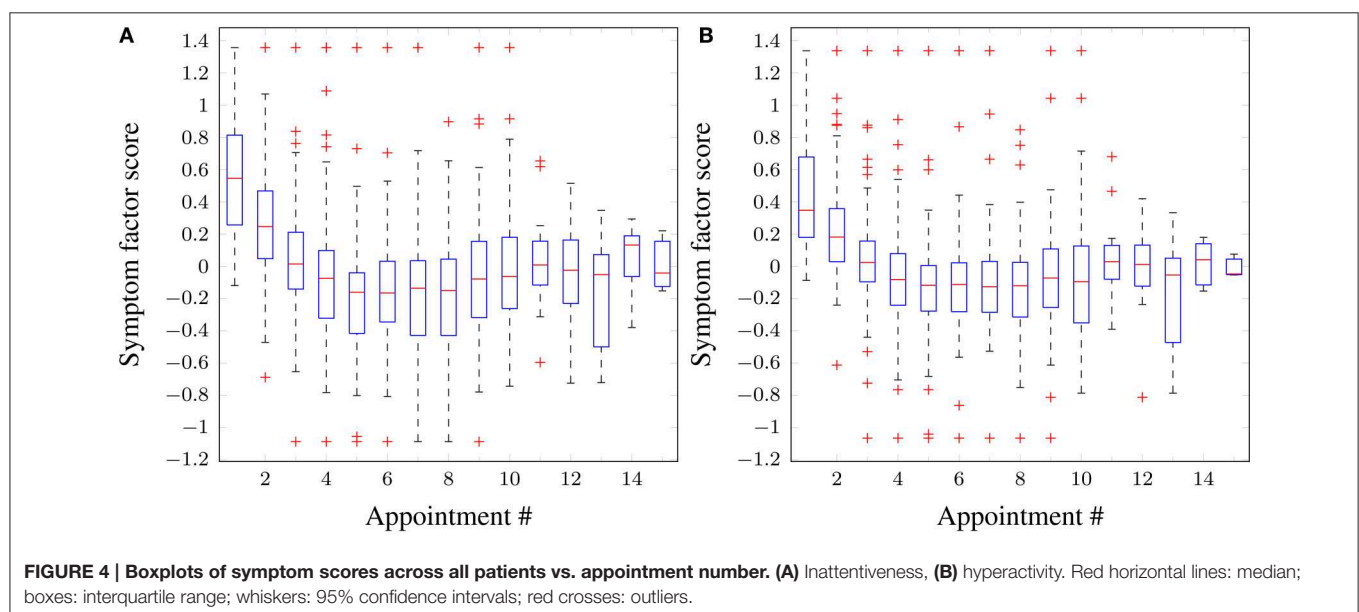 A
B
1.4
1.2
1
0.8
0.6
0.4
0.2
0
−0.2
−0.4
−0.6
−0.8
−1
−1.2
Symptom factor score
2 4 6 8 10 12 14
Appointment #
1.4
1.2
1
0.8
0.6
0.4
0.2
0
−0.2
−0.4
−0.6
−0.8
−1
−1.2
Symptom factor score
2 4 6 8 10 12 14
Appointment #
FIGURE 4 | Boxplots of symptom scores across all patients vs. appointment number. (A) Inattentiveness, (B) hyperactivity. Red horizontal lines: median;
boxes: interquartile range; whiskers: 95% confidence intervals; red crosses: outliers.